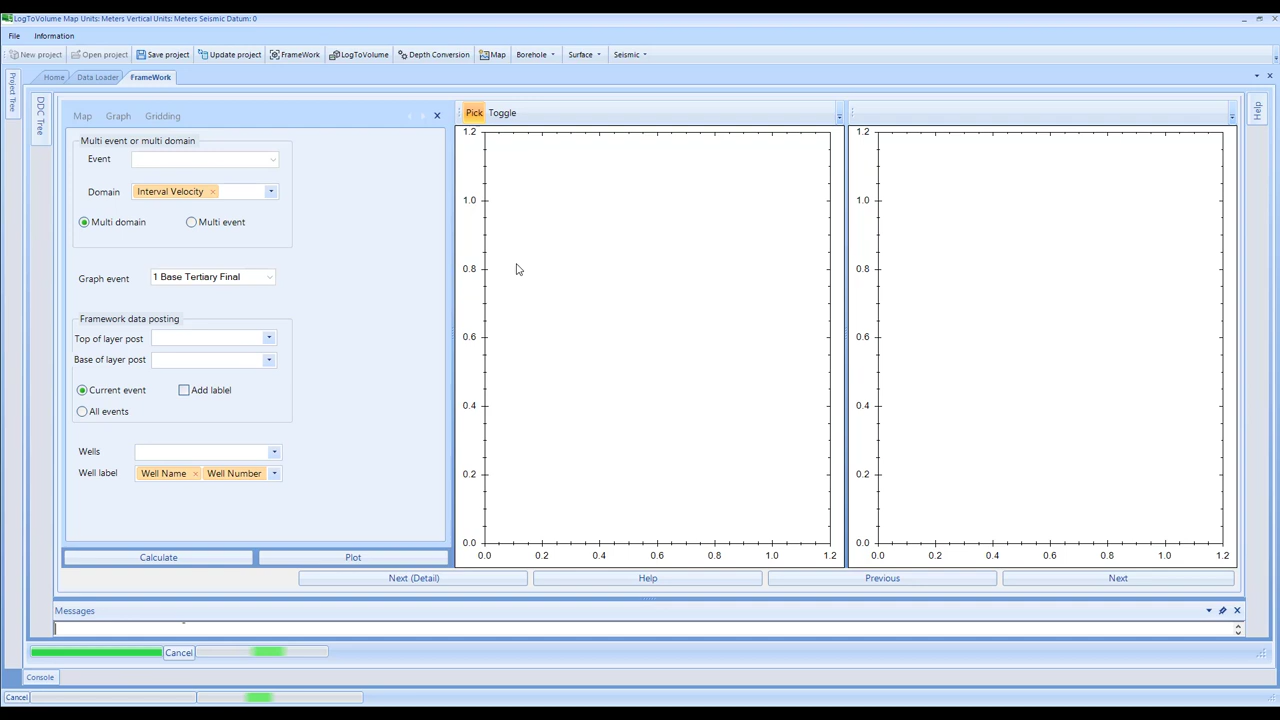 LogToVolume Map Units: Meters Vertical Units: Meters Seismic Datum: 0
File Information
New project Open project Save project Update project FrameWork LogToVolume Depth Conversion Map Borehole Surface Seismic
Project Tree
Home Data Loader FrameWork
DDC Tree
Help
Map Graph Gridding
Pick Toggle
Multi event or multi domain
Event
Domain Interval Velocity
Multi domain Multi event
Graph event 1 Base Tertiary Final
Framework data posting
Top of layer post
Base of layer post
Current event Add lablel
All events
Wells
Well label Well Name Well Number
Calculate Plot
1.2
1.0
0.8
0.6
0.4
0.2
0.0
0.0 0.2 0.4 0.6 0.8 1.0 1.2
1.2
1.0
0.8
0.6
0.4
0.2
0.0
0.0 0.2 0.4 0.6 0.8 1.0 1.2
Next (Detail) Help Previous Next
Messages
Cancel
Console
Cancel